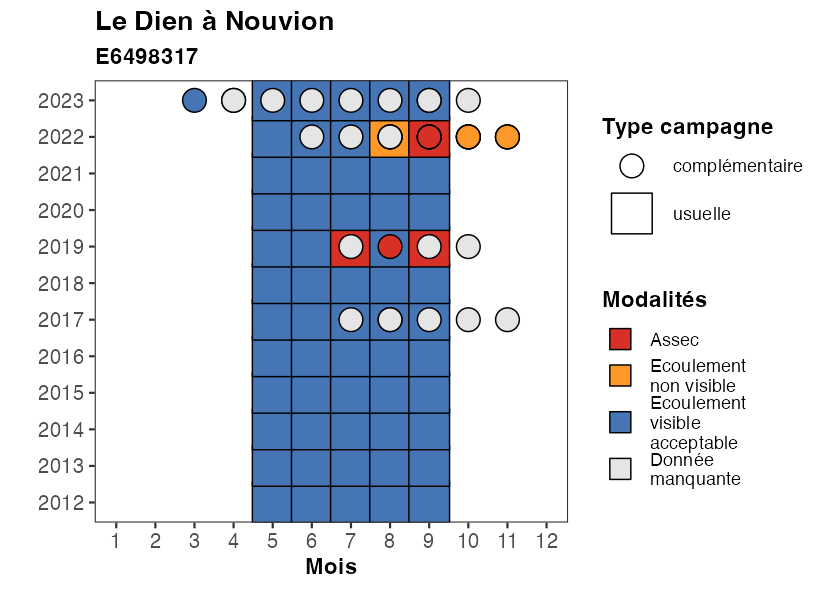 Le Dien à Nouvion
E6498317
2023
2022
2021
2020
2019
2018
2017
2016
2015
2014
2013
2012
1 2 3 4 5 6 7 8 9 10 11 12
Mois
Type campagne
complémentaire
usuelle
Modalités
Assec
Ecoulement
non visible
Ecoulement
visible
acceptable
Donnée
manquante